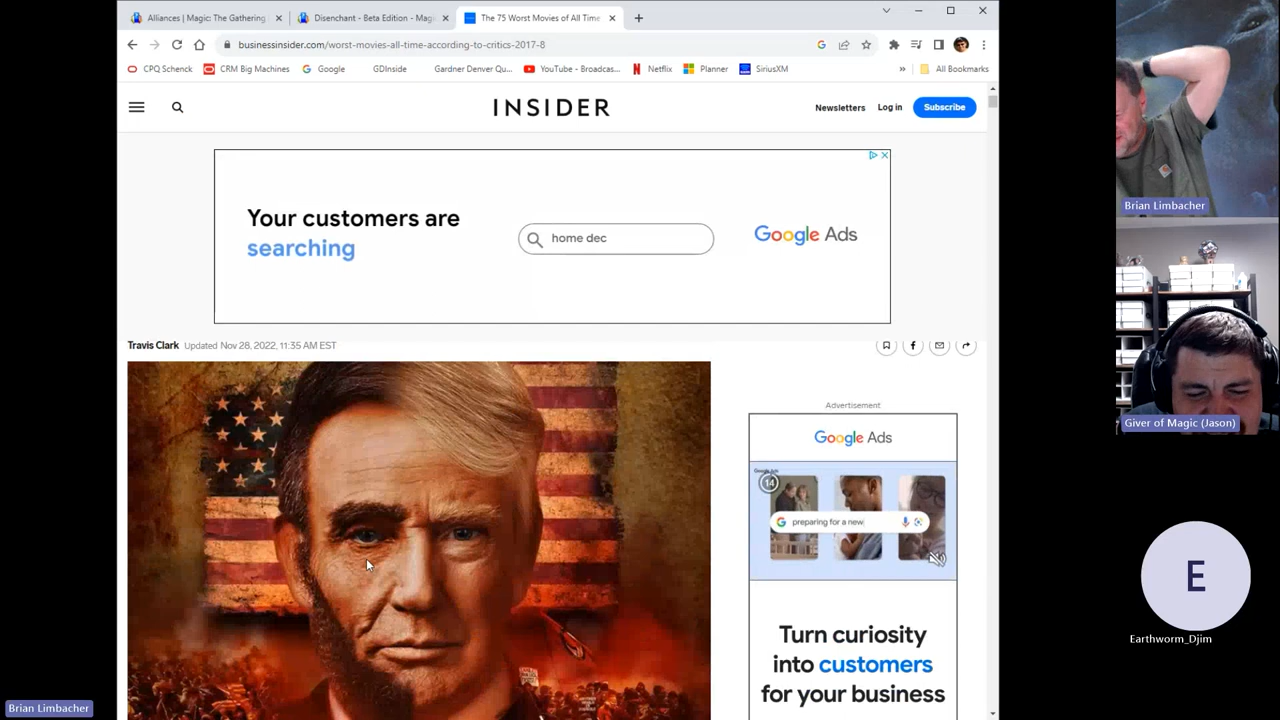 Alliances | Magic: The Gathering
Disenchant - Beta Edition - Magi
The 75 Worst Movies of All Time
businessinsider.com/worst-movies-all-time-according-to-critics-2017-8
CPQ Schenck
CRM Big Machines
Google
GDInside
Gardner Denver Qu...
YouTube - Broadcas...
Netflix
Planner
SiriusXM
»
All Bookmarks
INSIDER
Newsletters
Log in
Subscribe
Your customers are
searching
home dec
Google Ads
Travis Clark Updated Nov 28, 2022, 11:35 AM EST
Advertisement
Google Ads
14
preparing for a new
Turn curiosity
into customers
for your business
Brian Limbacher
Giver of Magic (Jason)
E
Earthworm_Djim
Brian Limbacher